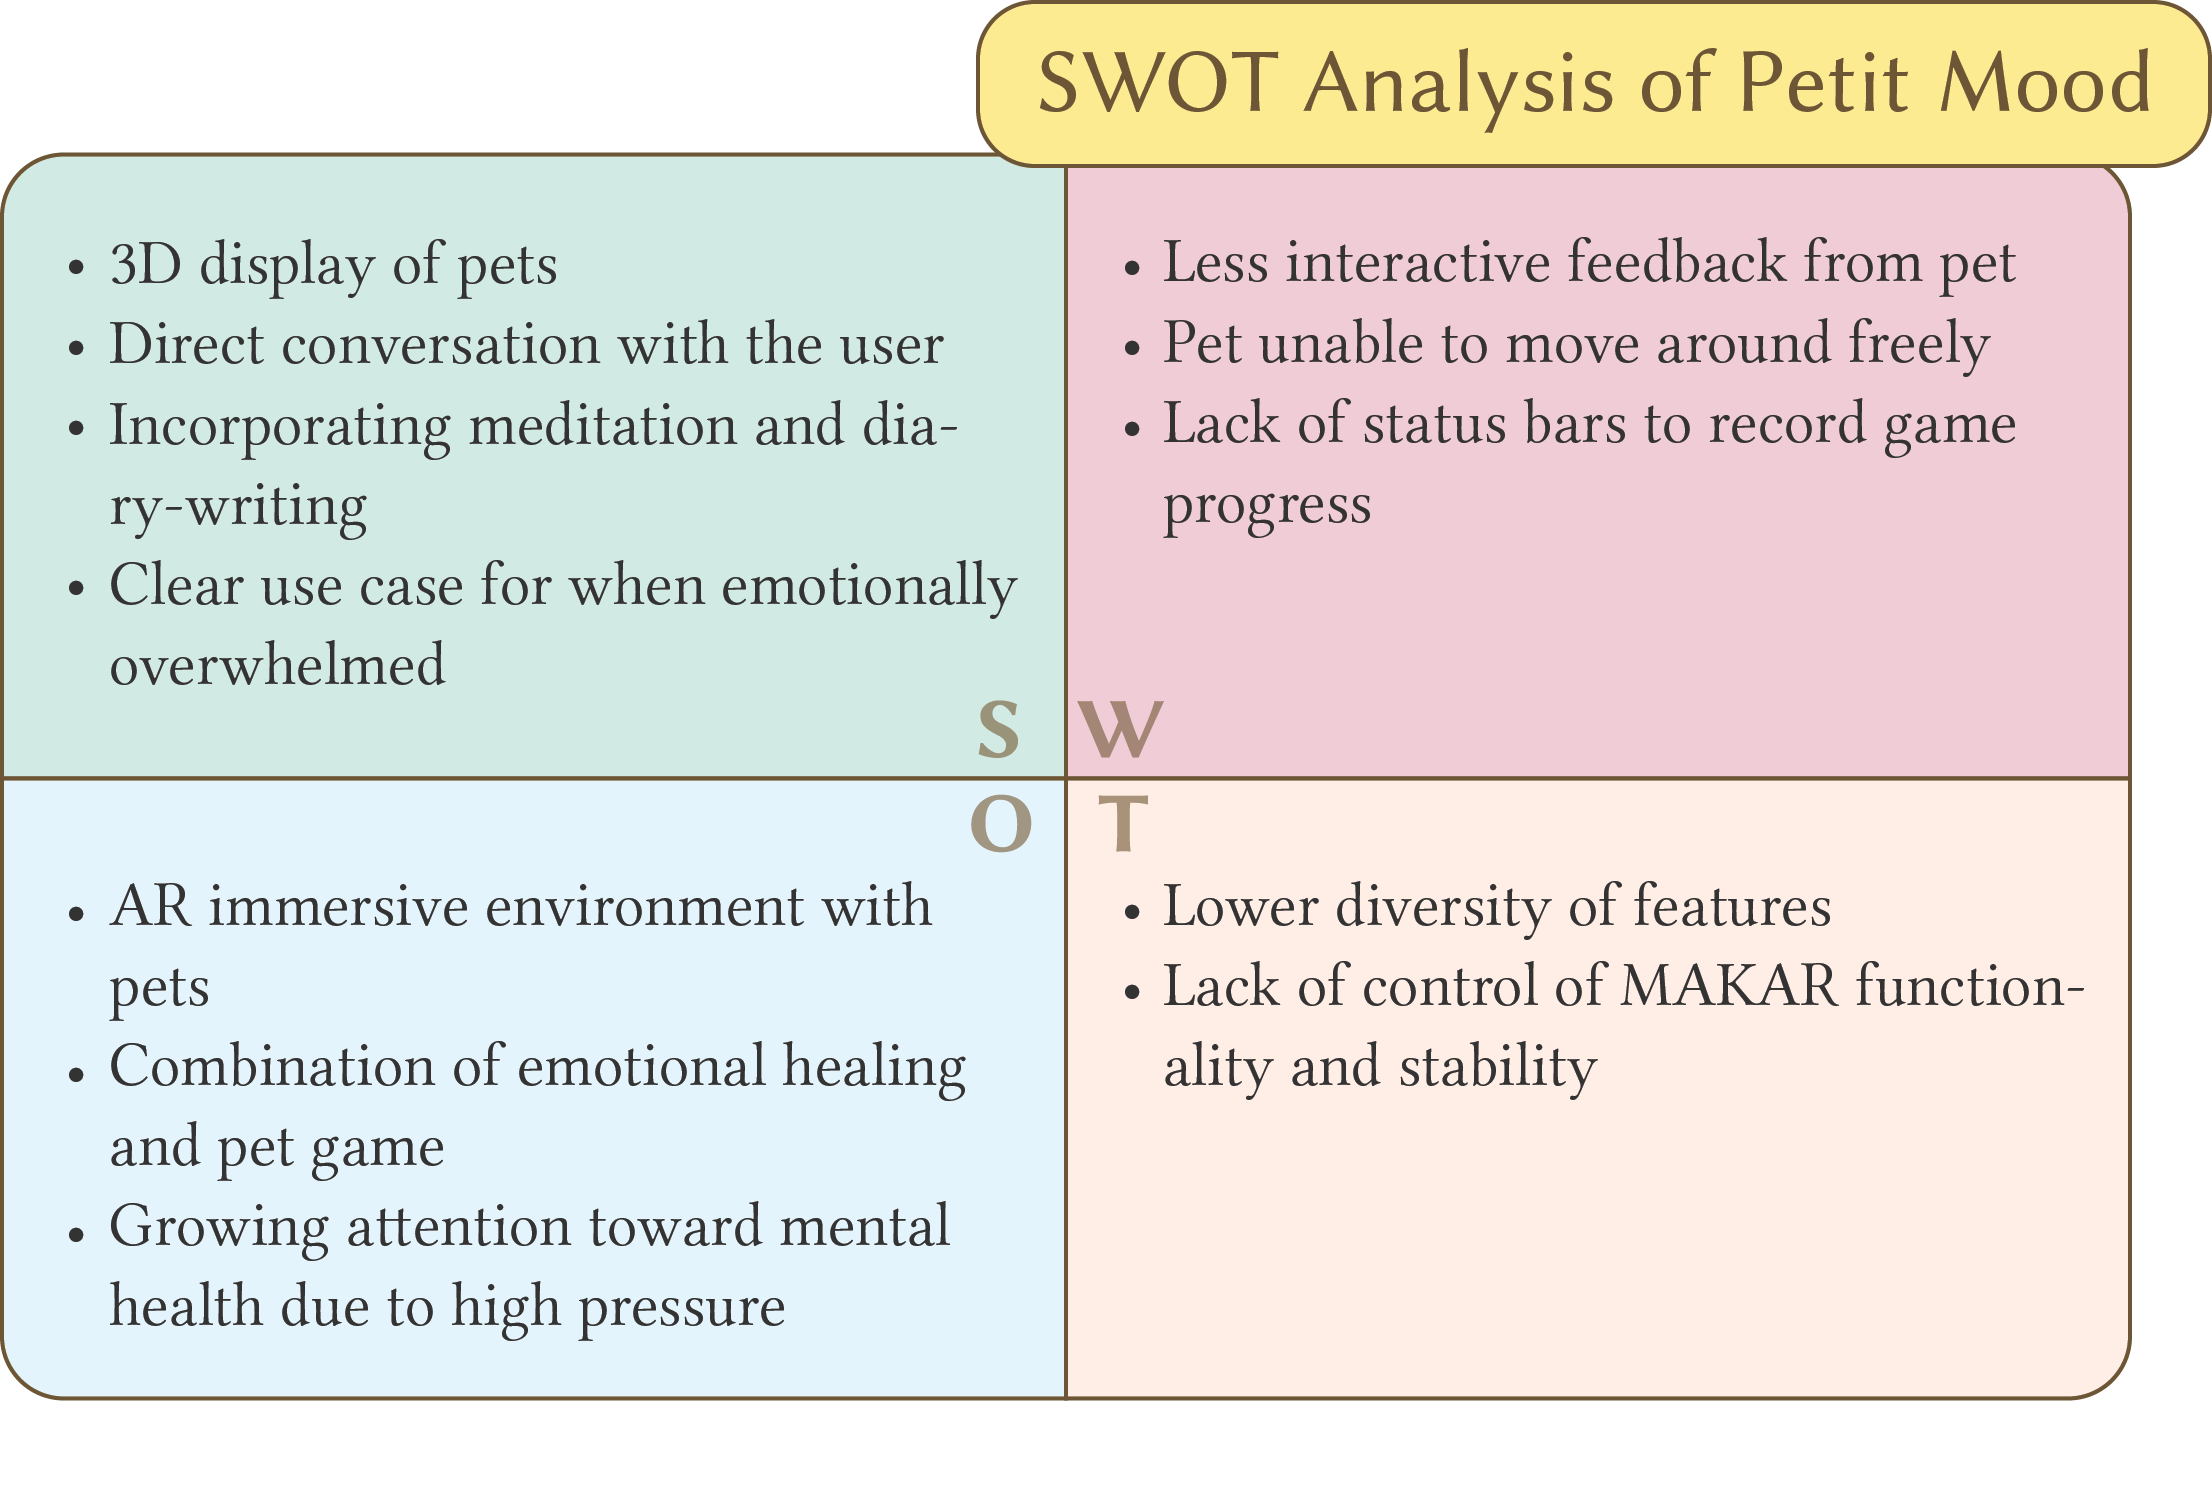 SWOT Analysis of Petit Mood
• 3D display of pets
• Direct conversation with the user
• Incorporating meditation and dia-
ry-writing
• Clear use case for when emotionally
overwhelmed
S
• Less interactive feedback from pet
• Pet unable to move around freely
• Lack of status bars to record game
progress
W
O
• AR immersive environment with
pets
• Combination of emotional healing
and pet game
• Growing attention toward mental
health due to high pressure
T
• Lower diversity of features
• Lack of control of MAKAR function-
ality and stability